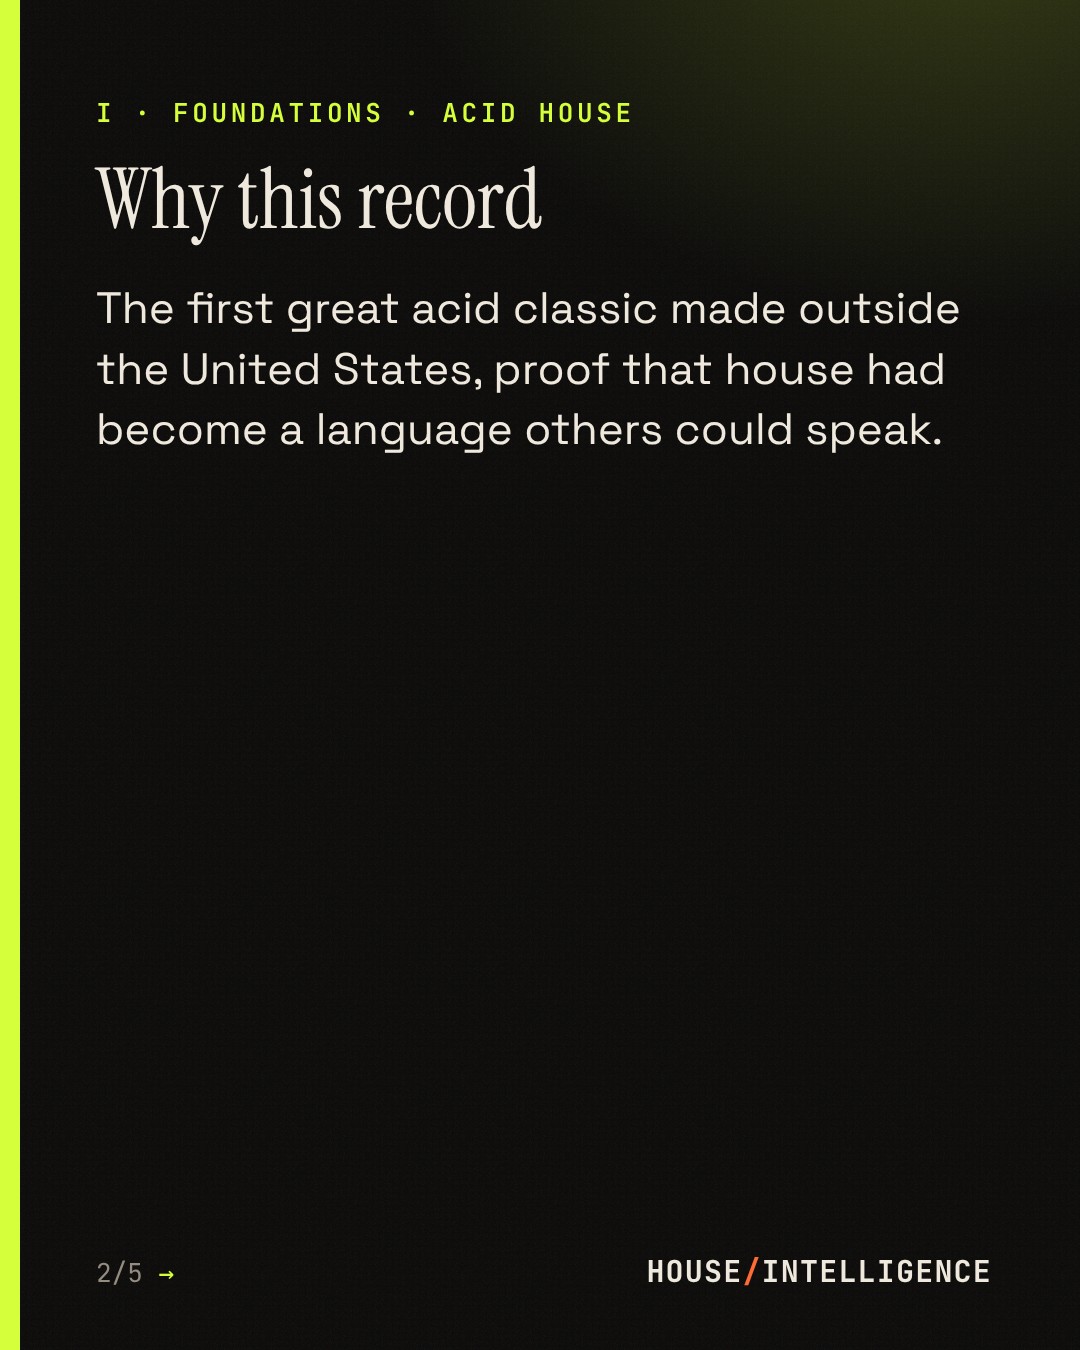 I · FOUNDATIONS · ACID HOUSE
Why this record
The first great acid classic made outside
the United States, proof that house had
become a language others could speak.
2/5 →
HOUSE/INTELLIGENCE